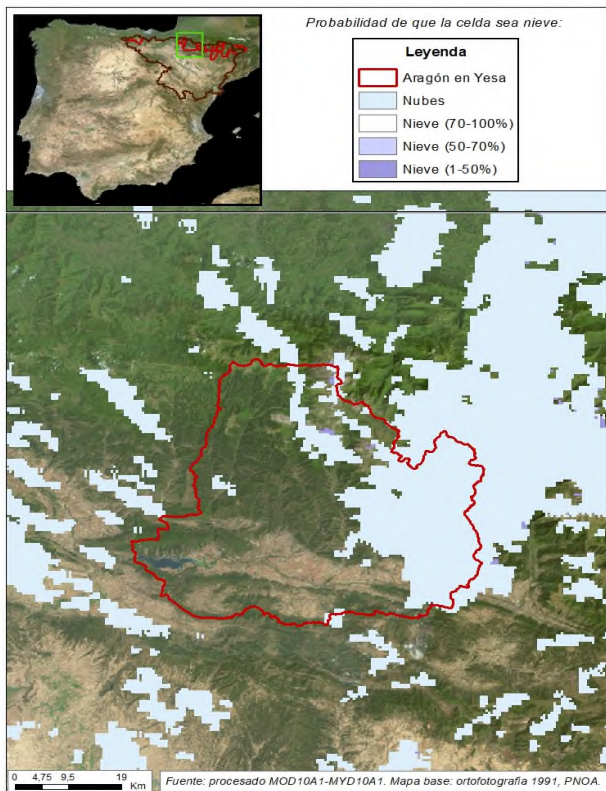 Probabilidad de que la celda sea nieve:
Leyenda
Aragón en Yesa
Nubes
Nieve (70-100%)
Nieve (50-70%)
Nieve (1-50%)
0 4,75 9,5 19
Km
Fuente: procesado MOD10A1-MYD10A1. Mapa base: ortofotografia 1991, PNOA.